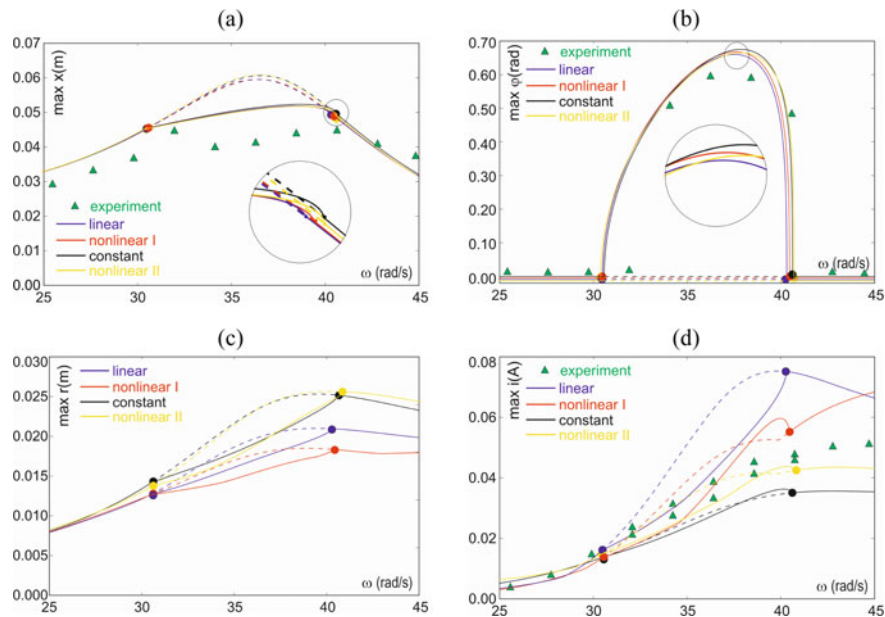 (a)
max x(m)
0.07
0.06
0.05
0.04
0.03
0.02
0.01
0.00
experiment
linear
nonlinear I
constant
nonlinear II
ω (rad/s)
25 30 35 40 45
(b)
max φ(rad)
0.70
0.60
0.50
0.40
0.30
0.20
0.10
0.00
experiment
linear
nonlinear I
constant
nonlinear II
ω (rad/s)
25 30 35 40 45
(c)
max r(m)
0.030
0.025
0.020
0.015
0.010
0.005
0.000
linear
nonlinear I
constant
nonlinear II
ω (rad/s)
25 30 35 40 45
(d)
max i(A)
0.08
0.06
0.04
0.02
0.00
experiment
linear
nonlinear I
constant
nonlinear II
ω (rad/s)
25 30 35 40 45